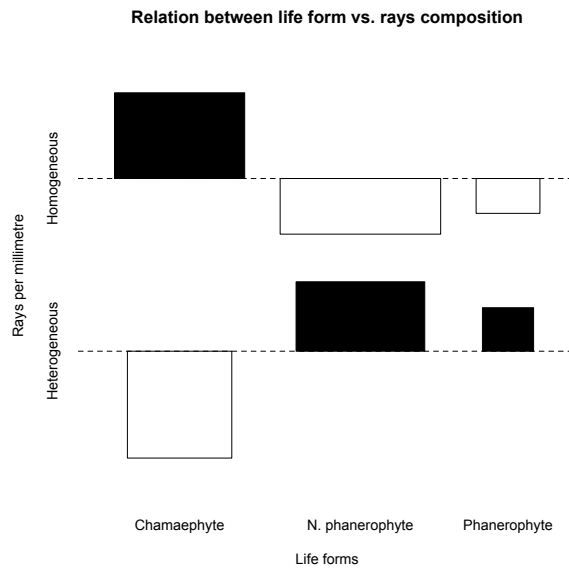 Relation between life form vs. rays composition
Rays per millimetre
Homogeneous
Heterogeneous
Chamaephyte
N. phanerophyte
Phanerophyte
Life forms